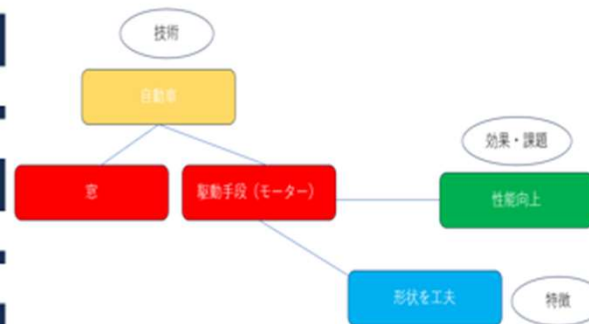 技術
自動車
効果・課題
窓
駆動手段（モーター）
性能向上
形状を工夫
特徴